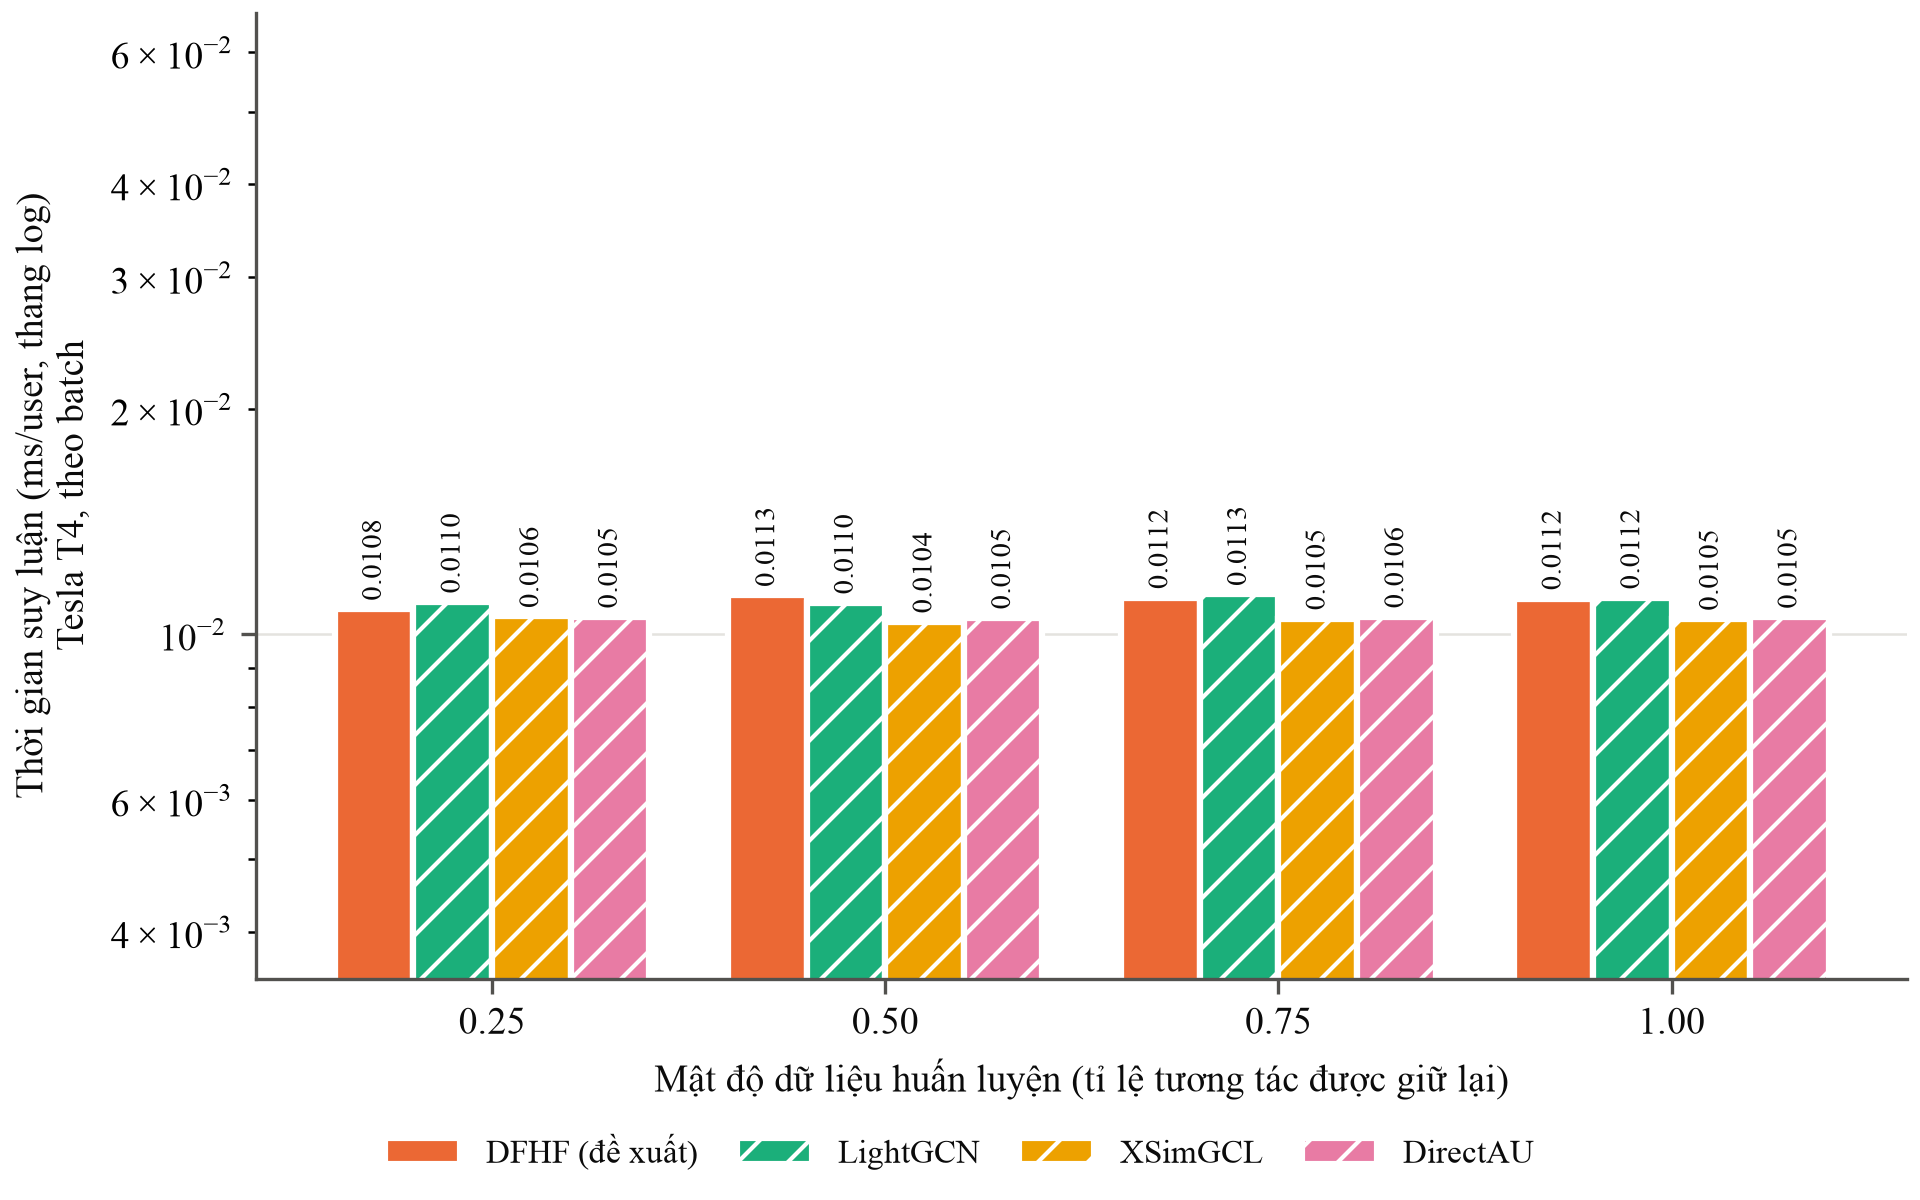 Thời gian suy luận (ms/user, thang log)
Tesla T4, theo batch
6 × 10⁻²
4 × 10⁻²
3 × 10⁻²
2 × 10⁻²
10⁻²
6 × 10⁻³
4 × 10⁻³
0.0108
0.0110
0.0106
0.0105
0.0113
0.0110
0.0104
0.0105
0.0112
0.0113
0.0105
0.0106
0.0112
0.0112
0.0105
0.0105
0.25
0.50
0.75
1.00
Mật độ dữ liệu huấn luyện (tỉ lệ tương tác được giữ lại)
DFHF (đề xuất)
LightGCN
XSimGCL
DirectAU